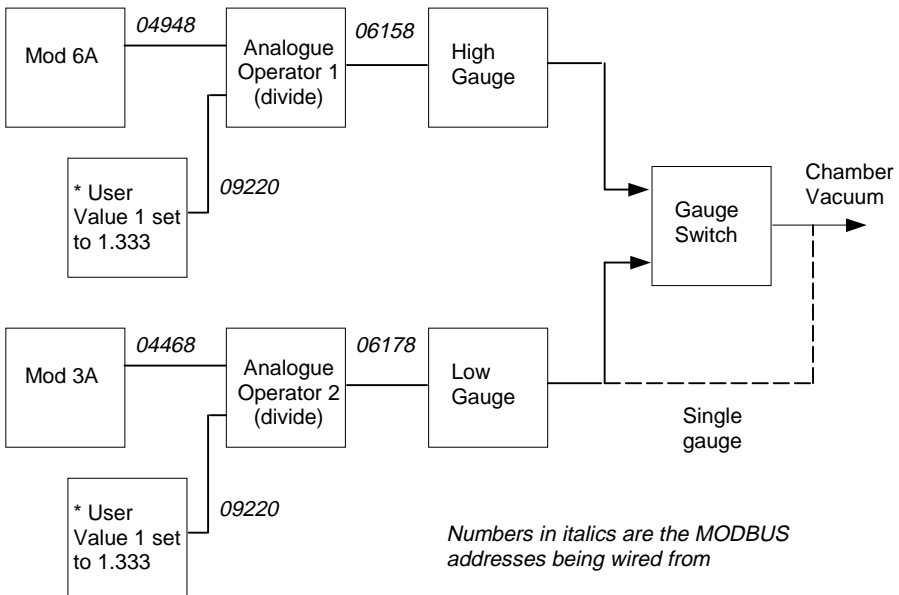 04948
06158
Mod 6A
Analogue
Operator 1
(divide)
High
Gauge
09220
* User
Value 1 set
to 1.333
Chamber
Vacuum
Gauge
Switch
04468
06178
Mod 3A
Analogue
Operator 2
(divide)
Low
Gauge
Single
gauge
09220
* User
Value 1 set
to 1.333
Numbers in italics are the MODBUS
addresses being wired from